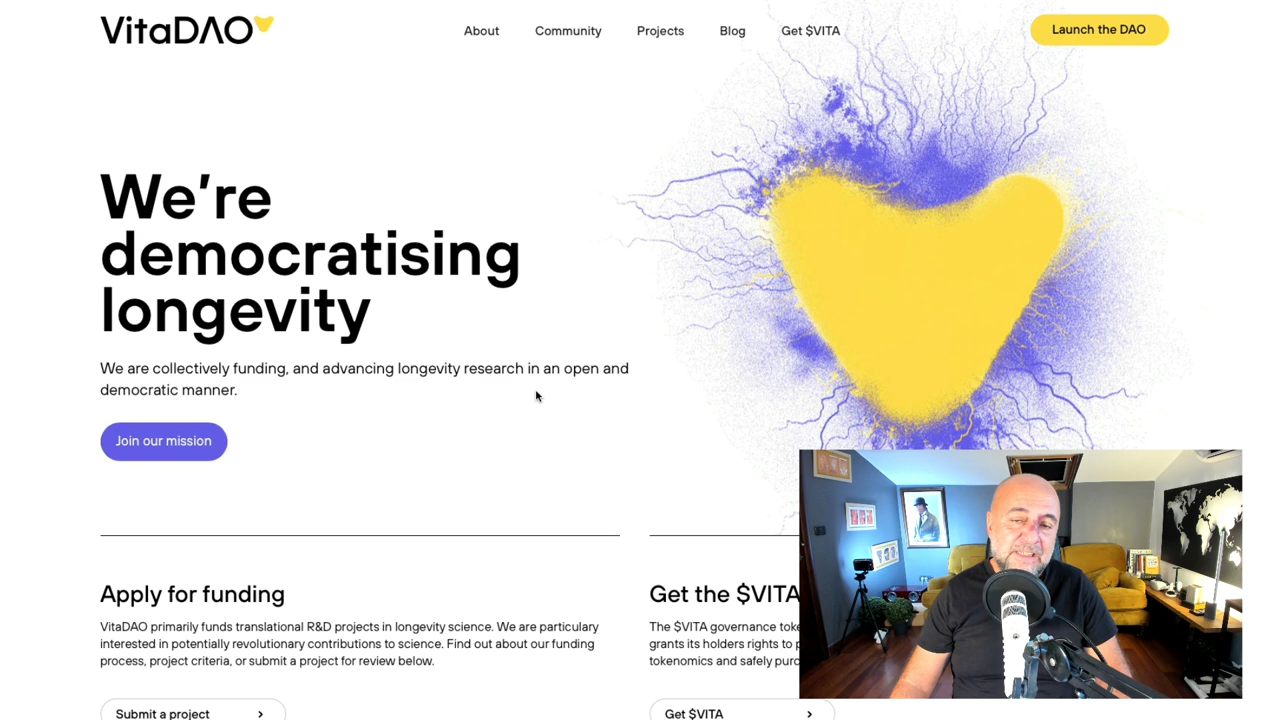 VitaDAO
About Community Projects Blog Get $VITA
Launch the DAO
We're
democratising
longevity
We are collectively funding, and advancing longevity research in an open and
democratic manner.
Join our mission
Apply for funding
VitaDAO primarily funds translational R&D projects in longevity science. We are particulary
interested in potentially revolutionary contributions to science. Find out about our funding
process, project criteria, or submit a project for review below.
Submit a project
Get the $VITA
The $VITA governance
grants its holders rights to
tokenomics and safely
Get $VITA